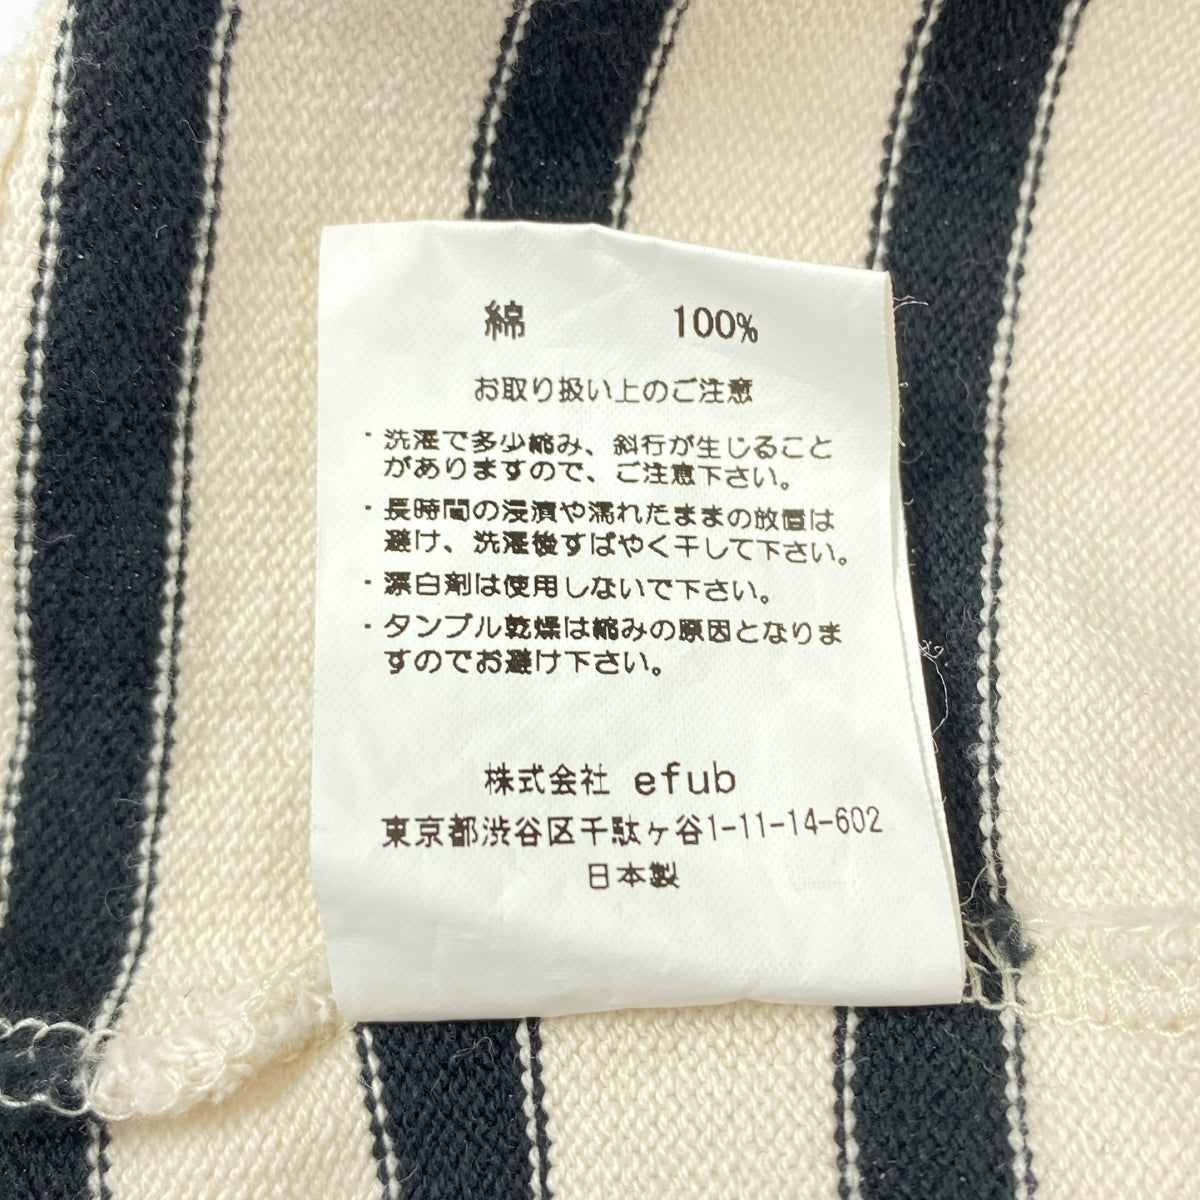 綿 100%
お取り扱い上のご注意
・洗濯で多少縮み、斜行が生じること
がありますので、ご注意下さい。
・長時間の浸漬や濡れたままの放置は
避け、洗濯後すばやく干して下さい。
・漂白剤は使用しないで下さい。
・タンブル乾燥は縮みの原因となりま
すのでお避け下さい。
株式会社 efub
東京都渋谷区千駄ヶ谷1-11-14-602
日本製